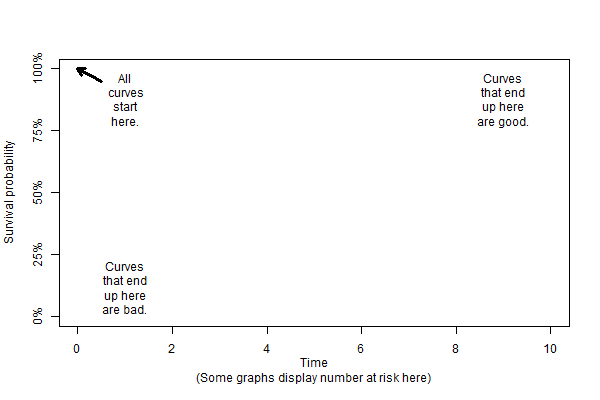 100%
75%
50%
25%
0%
Survival probability
All
curves
start
here.
Curves
that end
up here
are good.
Curves
that end
up here
are bad.
0 2 4 6 8 10
Time
(Some graphs display number at risk here)